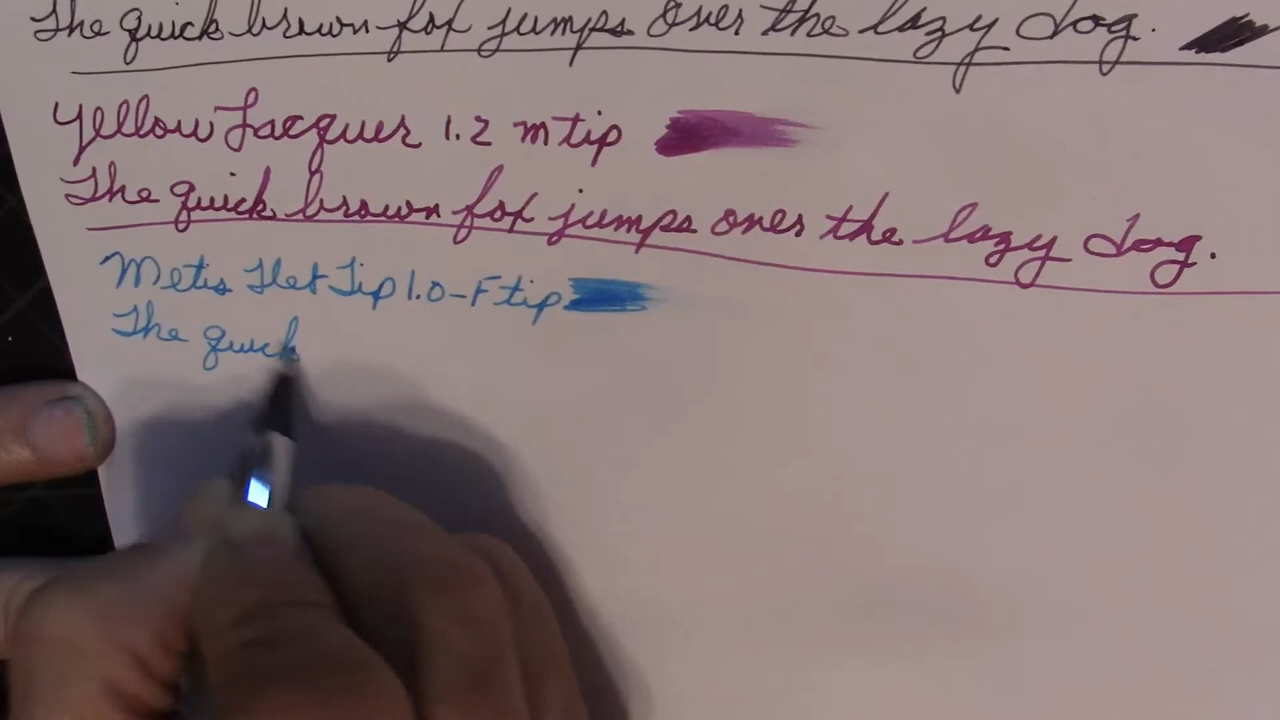 The quick brown fox jumps over the lazy dog.
Yellow Lacquer 1.2 m tip
The quick brown fox jumps over the lazy dog.
Metis Flat Tip 1.0-F tip
The quick